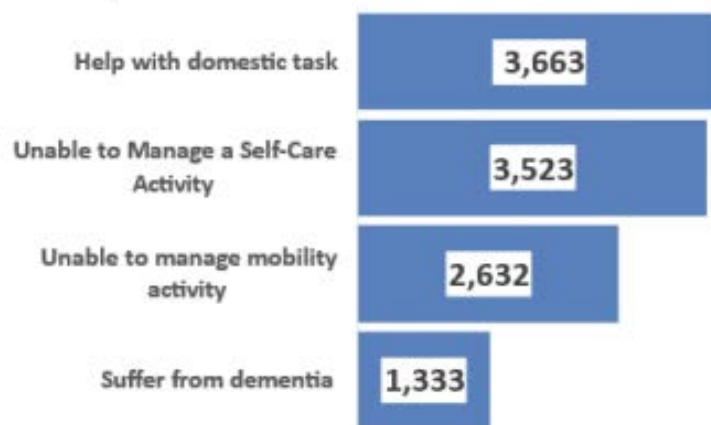 Help with domestic task
3,663
Unable to Manage a Self-Care
Activity
3,523
Unable to manage mobility
activity
2,632
Suffer from dementia
1,333